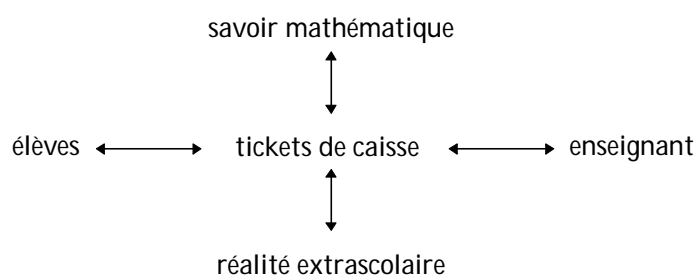 savoir mathématique
élèves tickets de caisse enseignant
réalité extrascolaire